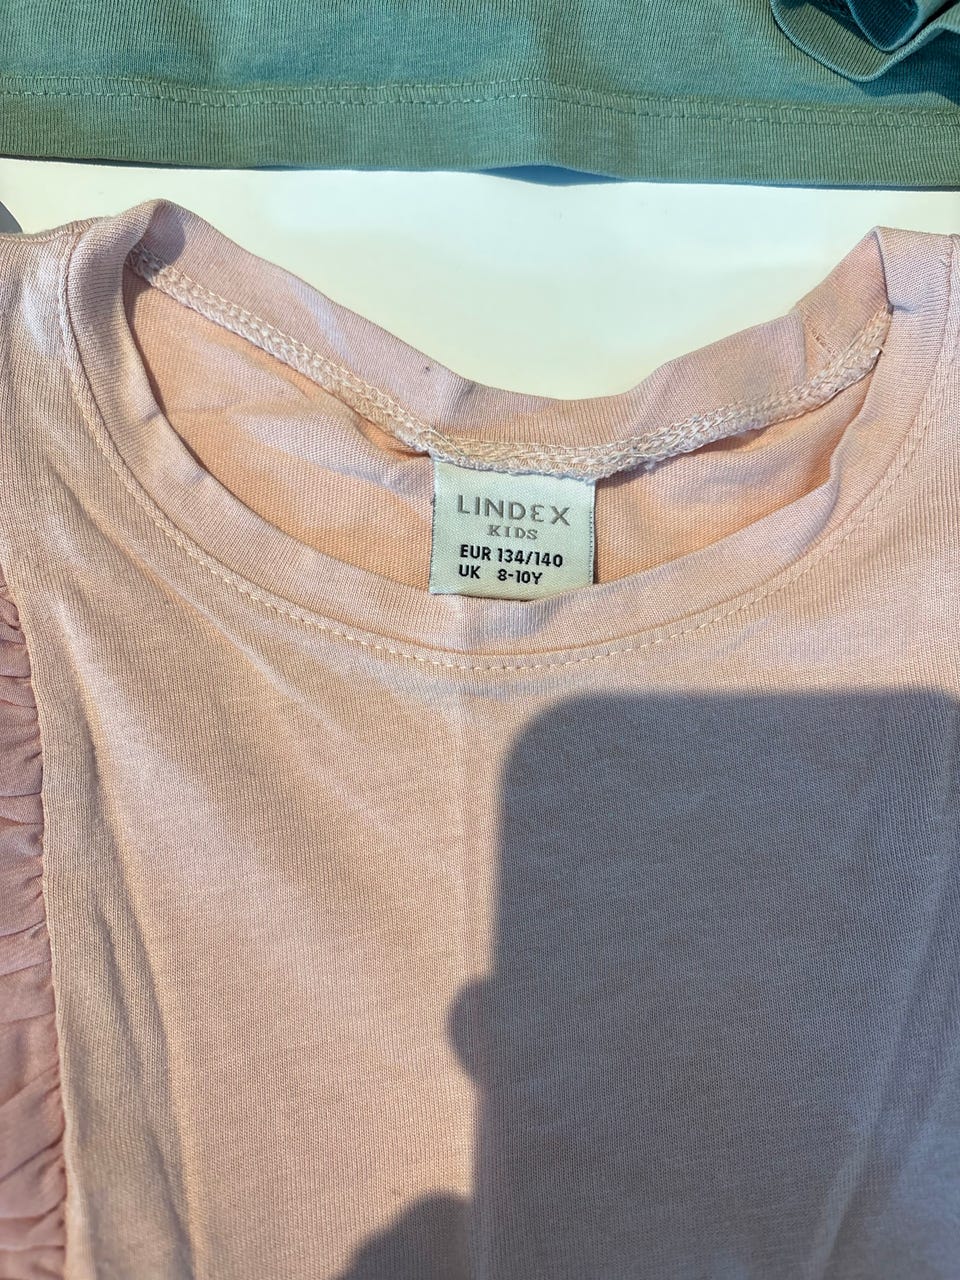 LINDEX
KIDS
EUR 134/140
UK 8-10Y